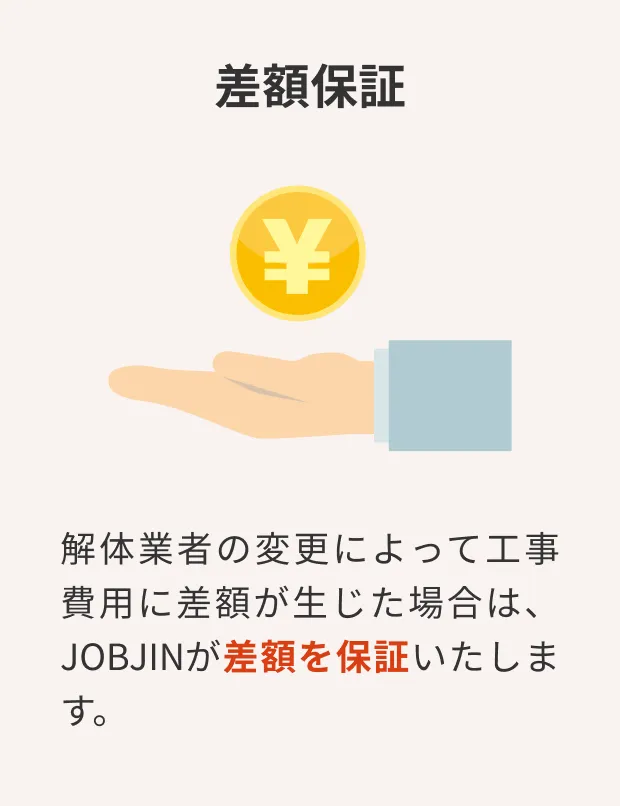 差額保証
¥
解体業者の変更によって工事
費用に差額が生じた場合は、
JOBJINが差額を保証いたしま
す。